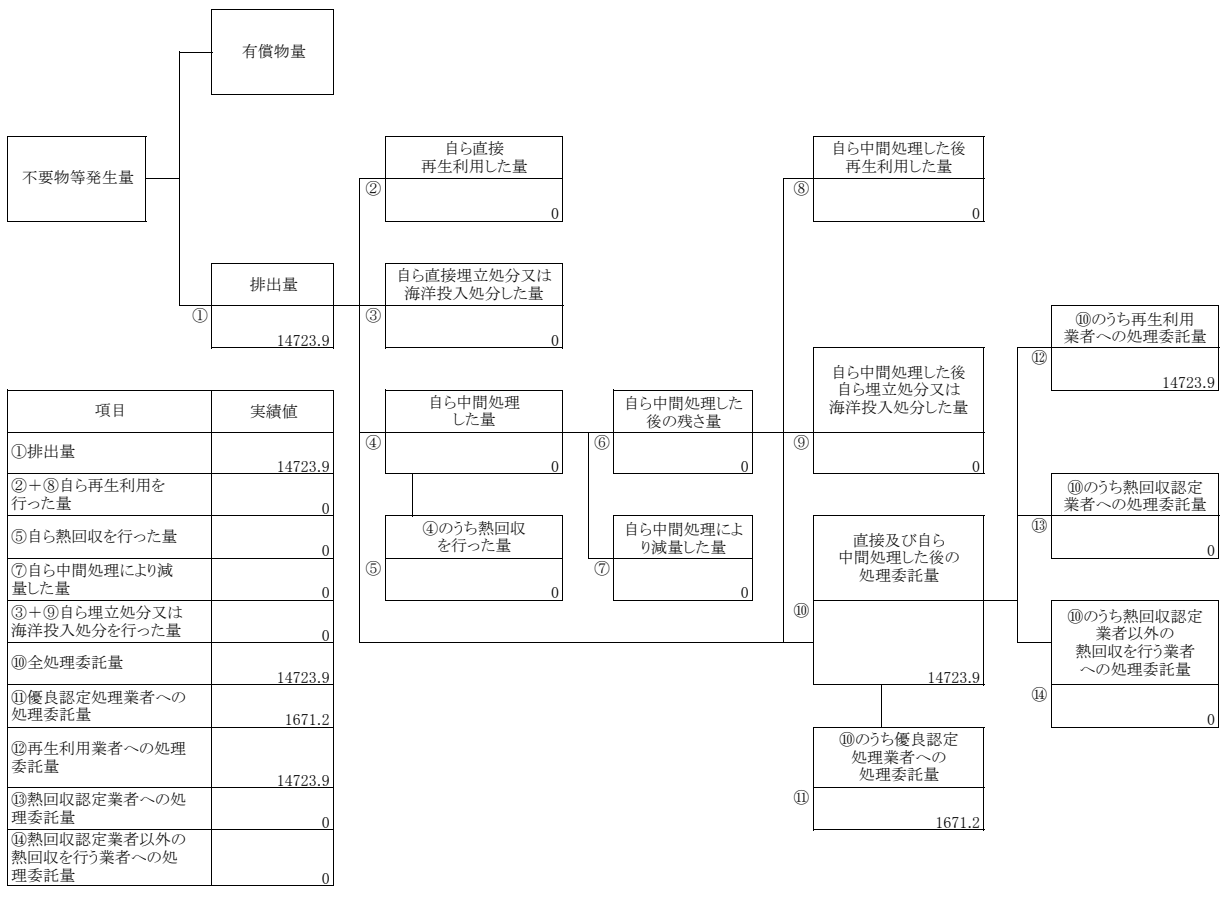 有償物量
不要物等発生量
排出量
①
14723.9
自ら直接
再生利用した量
②
0
自ら直接埋立処分又は
海洋投入処分した量
③
0
自ら中間処理
した量
④
0
④のうち熱回収
を行った量
⑤
0
自ら中間処理した
後の残さ量
⑥
0
自ら中間処理によ
り減量した量
⑦
0
自ら中間処理した後
再生利用した量
⑧
0
自ら中間処理した後
自ら埋立処分又は
海洋投入処分した量
⑨
0
直接及び自ら
中間処理した後の
処理委託量
⑩
14723.9
⑩のうち優良認定
処理業者への
処理委託量
⑪
1671.2
⑩のうち再生利用
業者への処理委託量
⑫
14723.9
⑩のうち熱回収認定
業者への処理委託量
⑬
0
⑩のうち熱回収認定
業者以外の
熱回収を行う業者
への処理委託量
⑭
0
項目 実績値
①排出量
14723.9
②＋⑧自ら再生利用を
行った量
0
⑤自ら熱回収を行った量
0
⑦自ら中間処理により減
量した量
0
③＋⑨自ら埋立処分又は
海洋投入処分を行った量
0
⑩全処理委託量
14723.9
⑪優良認定処理業者への
処理委託量
1671.2
⑫再生利用業者への処理
委託量
14723.9
⑬熱回収認定業者への処
理委託量
0
⑭熱回収認定業者以外の
熱回収を行う業者への処
理委託量
0